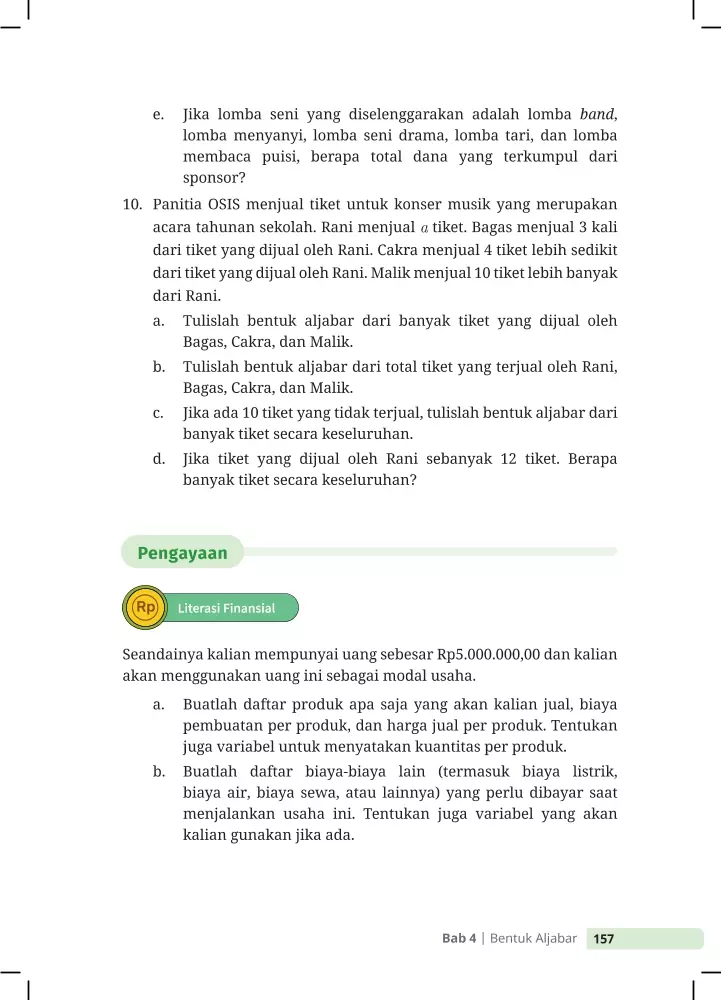 e. Jika lomba seni yang diselenggarakan adalah lomba band,
lomba menyanyi, lomba seni drama, lomba tari, dan lomba
membaca puisi, berapa total dana yang terkumpul dari
sponsor?
10. Panitia OSIS menjual tiket untuk konser musik yang merupakan
acara tahunan sekolah. Rani menjual a tiket. Bagas menjual 3 kali
dari tiket yang dijual oleh Rani. Cakra menjual 4 tiket lebih sedikit
dari tiket yang dijual oleh Rani. Malik menjual 10 tiket lebih banyak
dari Rani.
a. Tulislah bentuk aljabar dari banyak tiket yang dijual oleh
Bagas, Cakra, dan Malik.
b. Tulislah bentuk aljabar dari total tiket yang terjual oleh Rani,
Bagas, Cakra, dan Malik.
c. Jika ada 10 tiket yang tidak terjual, tulislah bentuk aljabar dari
banyak tiket secara keseluruhan.
d. Jika tiket yang dijual oleh Rani sebanyak 12 tiket. Berapa
banyak tiket secara keseluruhan?
Pengayaan
Rp Literasi Finansial
Seandainya kalian mempunyai uang sebesar Rp5.000.000,00 dan kalian
akan menggunakan uang ini sebagai modal usaha.
a. Buatlah daftar produk apa saja yang akan kalian jual, biaya
pembuatan per produk, dan harga jual per produk. Tentukan
juga variabel untuk menyatakan kuantitas per produk.
b. Buatlah daftar biaya-biaya lain (termasuk biaya listrik,
biaya air, biaya sewa, atau lainnya) yang perlu dibayar saat
menjalankan usaha ini. Tentukan juga variabel yang akan
kalian gunakan jika ada.
Bab 4 | Bentuk Aljabar 157